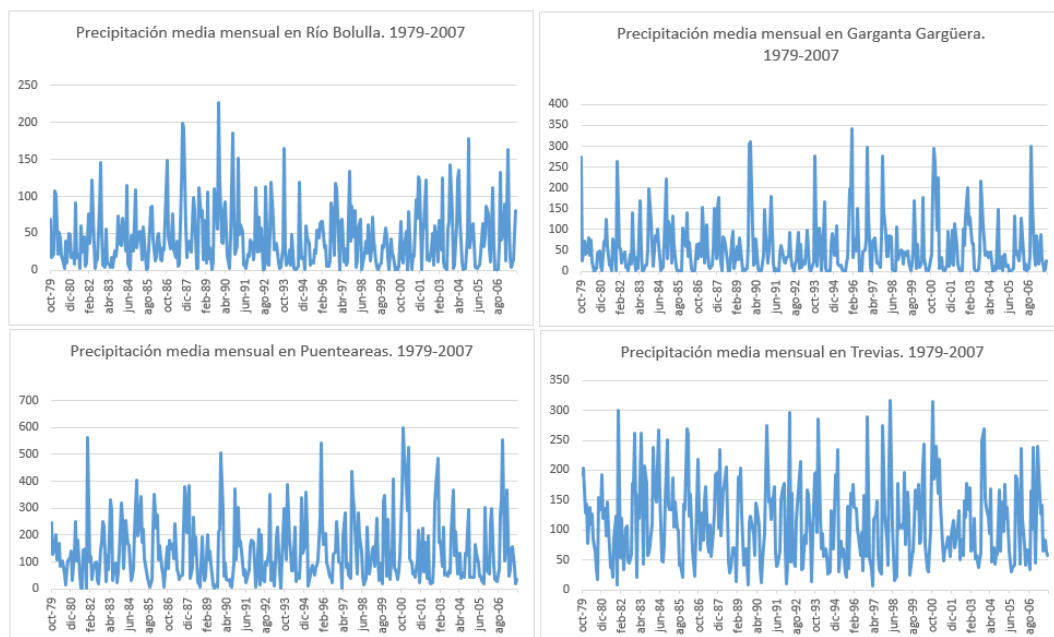 Precipitación media mensual en Río Bolulla. 1979-2007
250
200
150
100
50
0
oct-79
dic-80
feb-82
abr-83
jun-84
ago-85
oct-86
dic-87
feb-89
abr-90
jun-91
ago-92
oct-93
dic-94
feb-96
abr-97
jun-98
ago-99
oct-00
dic-01
feb-03
abr-04
jun-05
ago-06
Precipitación media mensual en Garganta Gargüera.
1979-2007
400
350
300
250
200
150
100
50
0
oct-79
dic-80
feb-82
abr-83
jun-84
ago-85
oct-86
dic-87
feb-89
abr-90
jun-91
ago-92
oct-93
dic-94
feb-96
abr-97
jun-98
ago-99
oct-00
dic-01
feb-03
abr-04
jun-05
ago-06
Precipitación media mensual en Puenteareas. 1979-2007
700
600
500
400
300
200
100
0
oct-79
dic-80
feb-82
abr-83
jun-84
ago-85
oct-86
dic-87
feb-89
abr-90
jun-91
ago-92
oct-93
dic-94
feb-96
abr-97
jun-98
ago-99
oct-00
dic-01
feb-03
abr-04
jun-05
ago-06
Precipitación media mensual en Trevias. 1979-2007
350
300
250
200
150
100
50
0
oct-79
dic-80
feb-82
abr-83
jun-84
ago-85
oct-86
dic-87
feb-89
abr-90
jun-91
ago-92
oct-93
dic-94
feb-96
abr-97
jun-98
ago-99
oct-00
dic-01
feb-03
abr-04
jun-05
ago-06